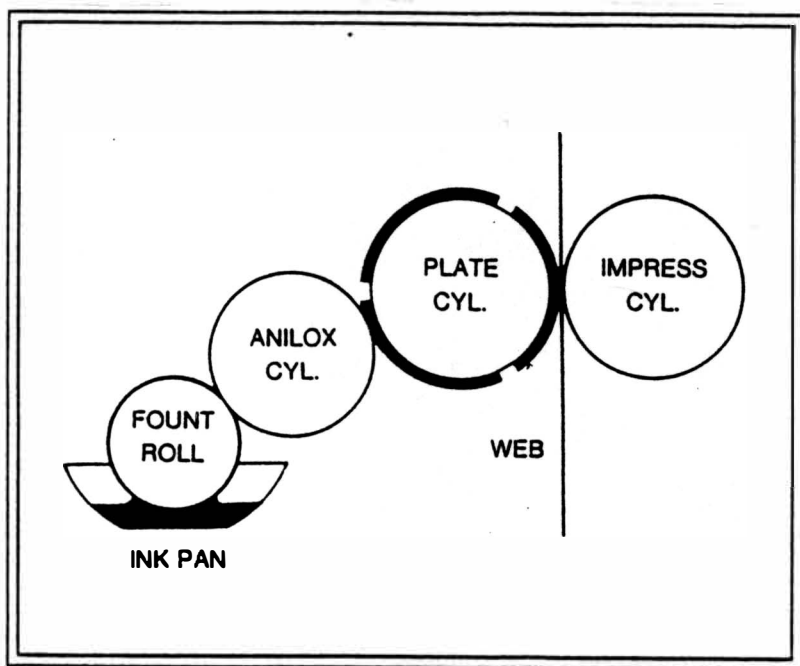 PLATE
CYL.
IMPRESS
CYL.
ANILOX
CYL.
FOUNT
ROLL
WEB
INK PAN